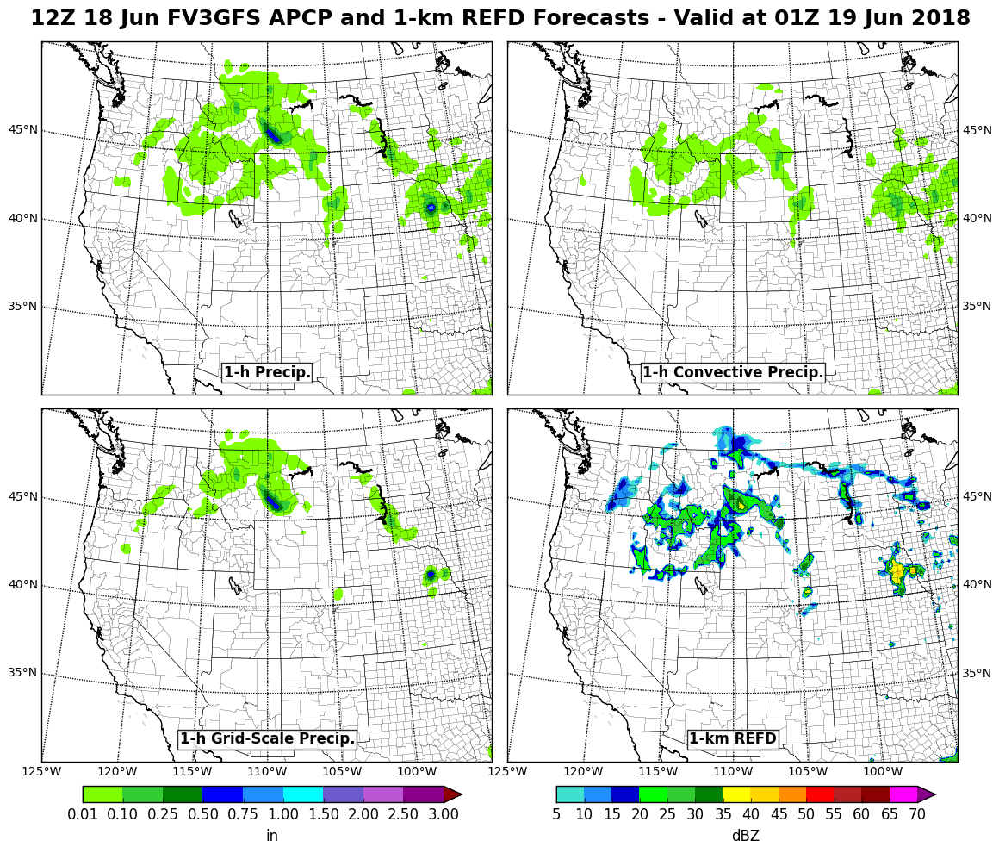 12Z 18 Jun FV3GFS APCP and 1-km REFD Forecasts - Valid at 01Z 19 Jun 2018
45°N
40°N
35°N
1-h Precip.
45°N
40°N
35°N
1-h Convective Precip.
45°N
40°N
35°N
1-h Grid-Scale Precip.
125°W 120°W 115°W 110°W 105°W 100°W
45°N
40°N
35°N
1-km REFD
125°W 120°W 115°W 110°W 105°W 100°W
0.01 0.10 0.25 0.50 0.75 1.00 1.50 2.00 2.50 3.00
in
5 10 15 20 25 30 35 40 45 50 55 60 65 70
dBZ